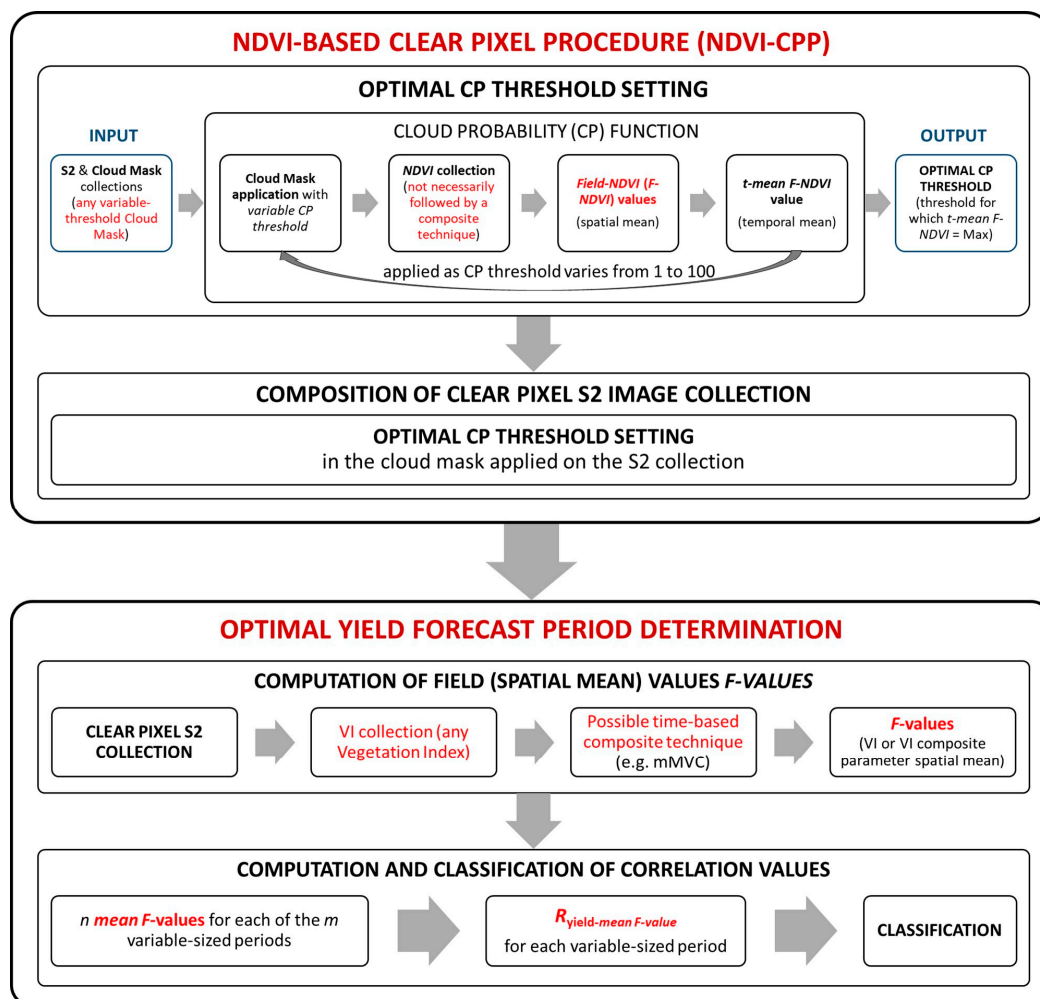 NDVI-BASED CLEAR PIXEL PROCEDURE (NDVI-CPP)
OPTIMAL CP THRESHOLD SETTING
INPUT
CLOUD PROBABILITY (CP) FUNCTION
OUTPUT
S2 & Cloud Mask
collections
(any variable-
threshold Cloud
Mask)
Cloud Mask
application with
variable CP
threshold
NDVI collection
(not necessarily
followed by a
composite
technique)
Field-NDVI (F-
NDVI) values
(spatial mean)
t-mean F-NDVI
value
(temporal mean)
OPTIMAL CP
THRESHOLD
(threshold for
which t-mean F-
NDVI = Max)
applied as CP threshold varies from 1 to 100
COMPOSITION OF CLEAR PIXEL S2 IMAGE COLLECTION
OPTIMAL CP THRESHOLD SETTING
in the cloud mask applied on the S2 collection
OPTIMAL YIELD FORECAST PERIOD DETERMINATION
COMPUTATION OF FIELD (SPATIAL MEAN) VALUES F-VALUES
CLEAR PIXEL S2
COLLECTION
VI collection (any
Vegetation Index)
Possible time-based
composite technique
(e.g. mMVC)
F-values
(VI or VI composite
parameter spatial mean)
COMPUTATION AND CLASSIFICATION OF CORRELATION VALUES
n mean F-values for each of the m
variable-sized periods
Ryield-mean F-value
for each variable-sized period
CLASSIFICATION